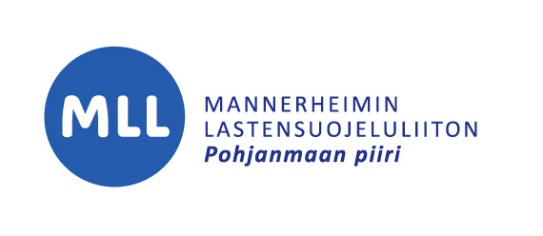 MLL
MANNERHEIMIN
LASTENSUOJELULIITON
Pohjanmaan piiri